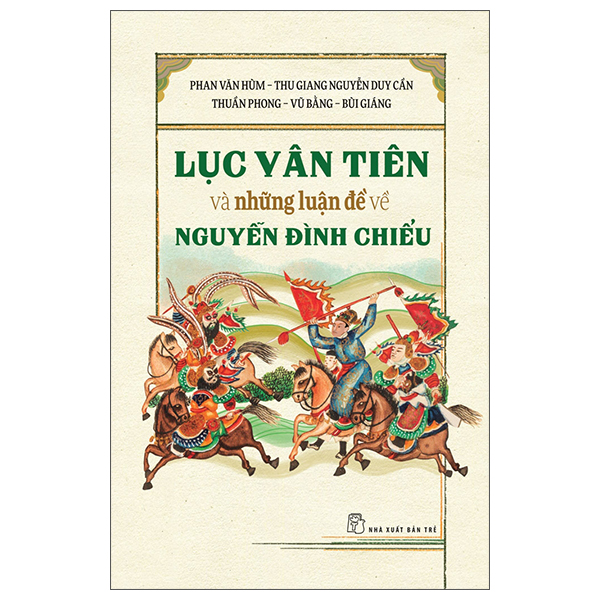 PHAN VĂN HÙM – THU GIANG NGUYỄN DUY CẦN
THUẦN PHONG – VŨ BẰNG – BÙI GIÁNG
LỤC VÂN TIÊN
và những luận đề về
NGUYỄN ĐÌNH CHIỂU
NHÀ XUẤT BẢN TRẺ